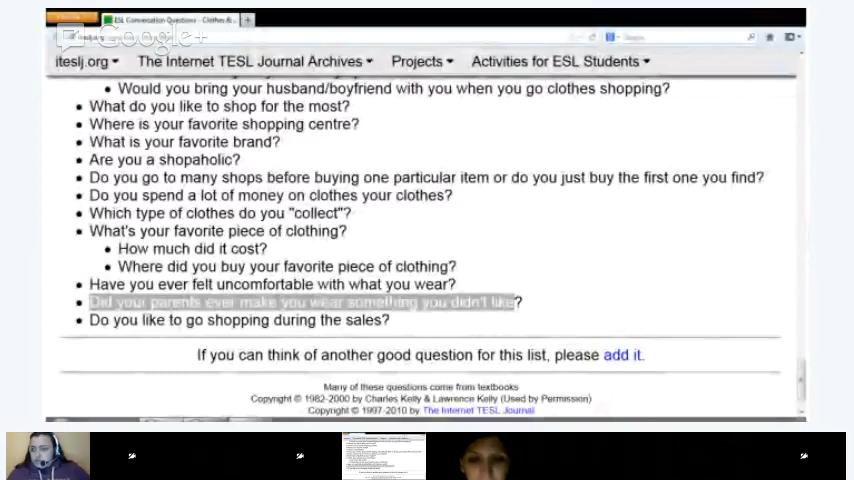 ESL Conversation Questions - Clothes &...
Google+
Google
iteslj.org
The Internet TESL Journal Archives
Projects
Activities for ESL Students
Would you bring your husband/boyfriend with you when you go clothes shopping?
What do you like to shop for the most?
Where is your favorite shopping centre?
What is your favorite brand?
Are you a shopaholic?
Do you go to many shops before buying one particular item or do you just buy the first one you find?
Do you spend a lot of money on clothes your clothes?
Which type of clothes do you "collect"?
What's your favorite piece of clothing?
How much did it cost?
Where did you buy your favorite piece of clothing?
Have you ever felt uncomfortable with what you wear?
Did your parents ever make you wear something you didn't like?
Do you like to go shopping during the sales?
If you can think of another good question for this list, please add it.
Many of these questions come from textbooks
Copyright © 1982-2000 by Charles Kelly & Lawrence Kelly (Used by Permission)
Copyright © 1997-2010 by The Internet TESL Journal